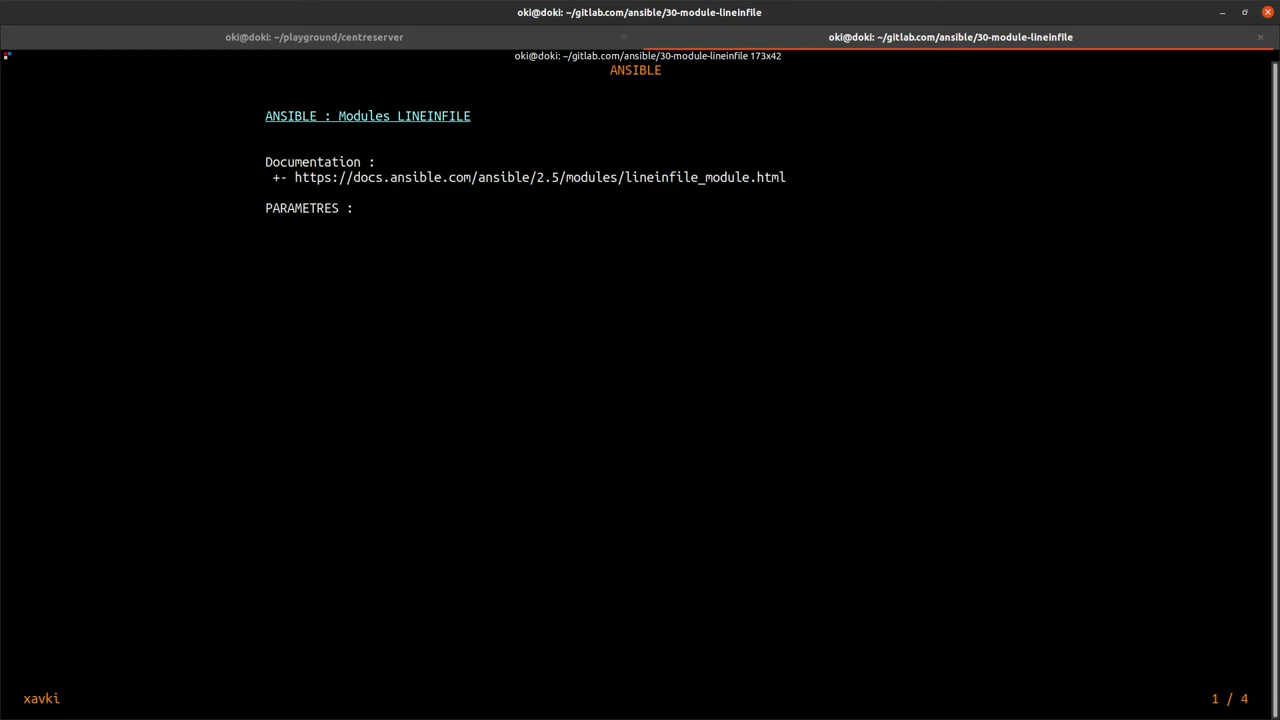 oki@doki: ~/gitlab.com/ansible/30-module-lineinfile
oki@doki: ~/playground/centreserver
oki@doki: ~/gitlab.com/ansible/30-module-lineinfile
oki@doki: ~/gitlab.com/ansible/30-module-lineinfile 173x42
ANSIBLE
ANSIBLE : Modules LINEINFILE
Documentation :
+- https://docs.ansible.com/ansible/2.5/modules/lineinfile_module.html
PARAMETRES :
xavki
1 / 4